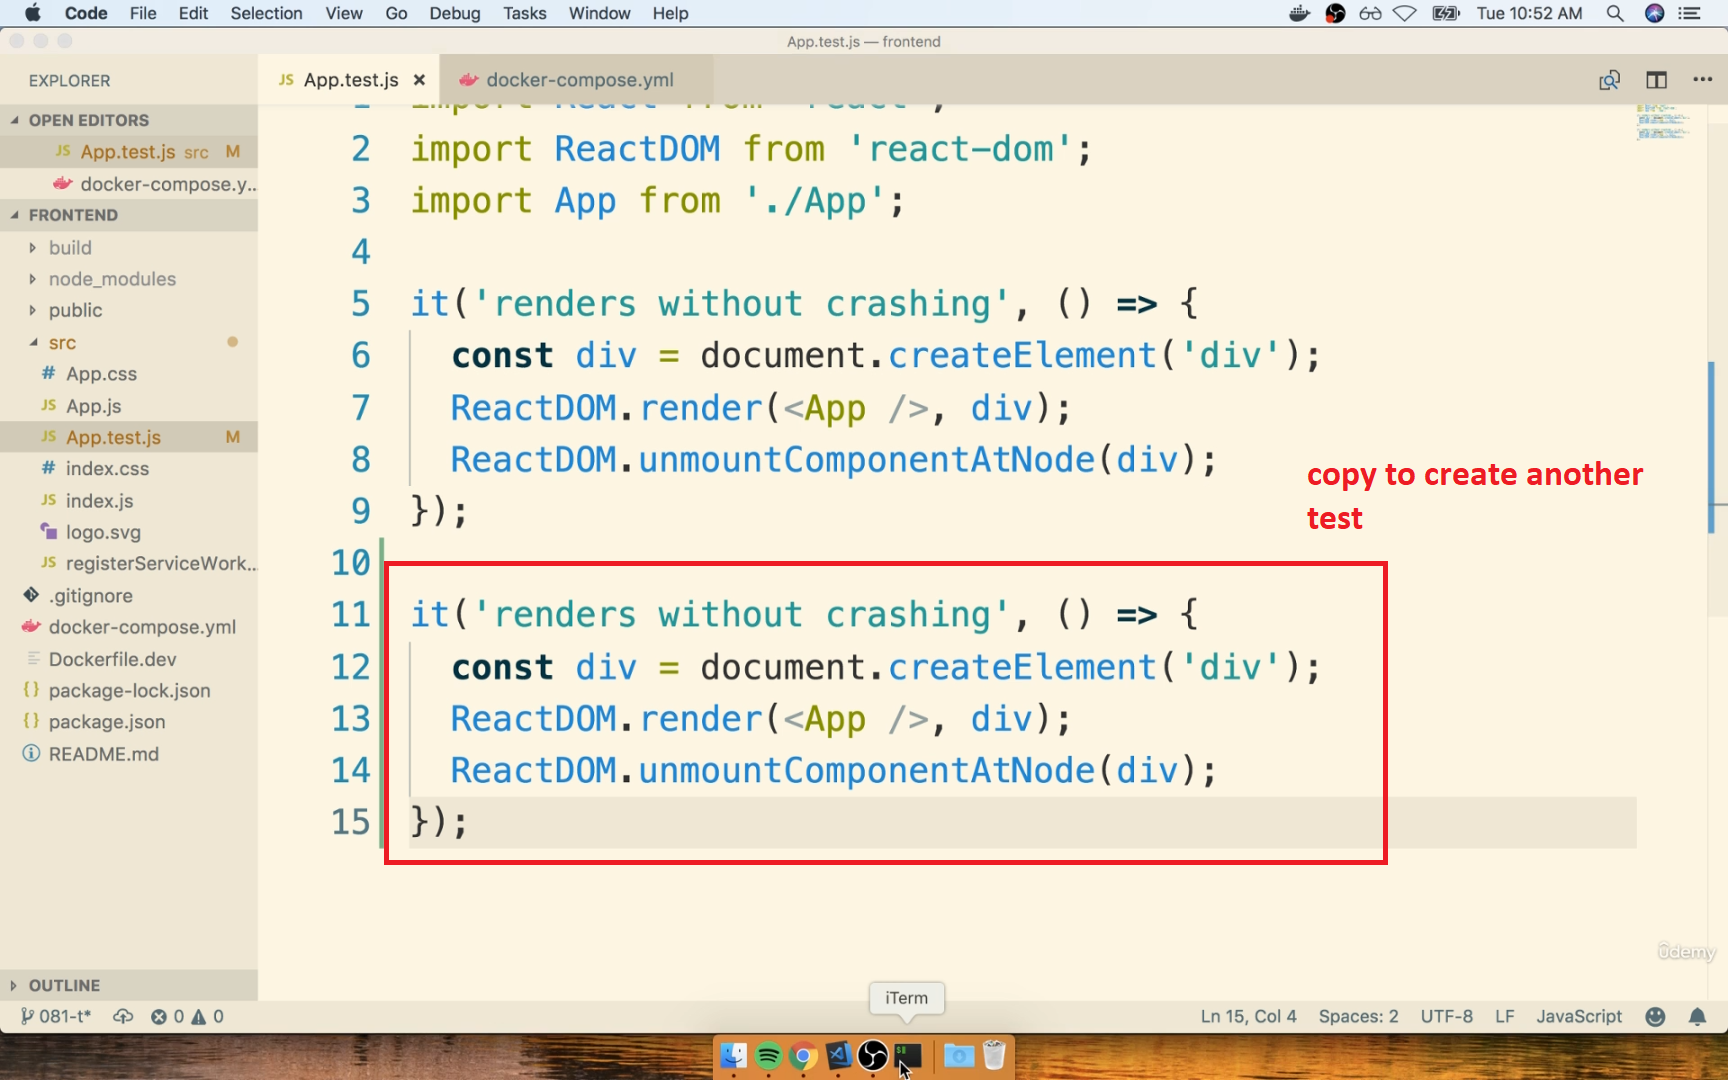 Code File Edit Selection View Go Debug Tasks Window Help Tue 10:52 AM
App.test.js — frontend
EXPLORER
JS App.test.js × docker-compose.yml
OPEN EDITORS
JS App.test.js src M
docker-compose.y...
FRONTEND
build
node_modules
public
src
# App.css
JS App.js
JS App.test.js M
# index.css
JS index.js
logo.svg
JS registerServiceWork...
.gitignore
docker-compose.yml
Dockerfile.dev
{} package-lock.json
{} package.json
README.md
OUTLINE
1 import React from 'react';
2 import ReactDOM from 'react-dom';
3 import App from './App';
4
5 it('renders without crashing', () => {
6 const div = document.createElement('div');
7 ReactDOM.render(<App />, div);
8 ReactDOM.unmountComponentAtNode(div);
9 });
10
11 it('renders without crashing', () => {
12 const div = document.createElement('div');
13 ReactDOM.render(<App />, div);
14 ReactDOM.unmountComponentAtNode(div);
15 });
copy to create another
test
ûdemy
iTerm
081-t* 0 0 Ln 15, Col 4 Spaces: 2 UTF-8 LF JavaScript